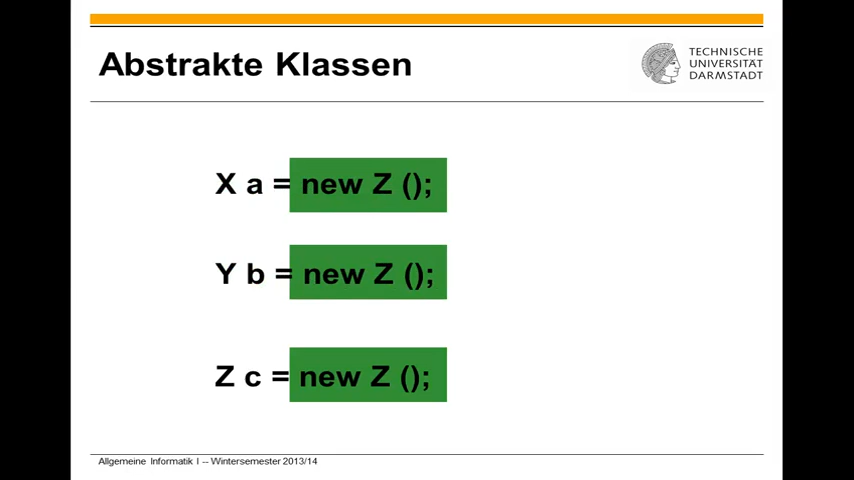 Abstrakte Klassen
TECHNISCHE
UNIVERSITÄT
DARMSTADT
X a = new Z ();
Y b = new Z ();
Z c = new Z ();
Allgemeine Informatik I -- Wintersemester 2013/14